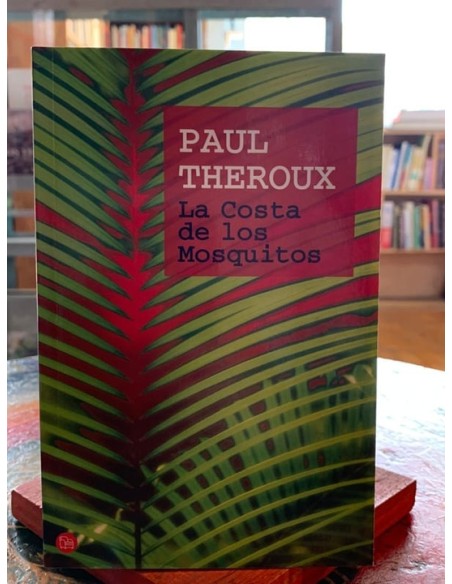 PAUL
THEROUX
La Costa
de los
Mosquitos